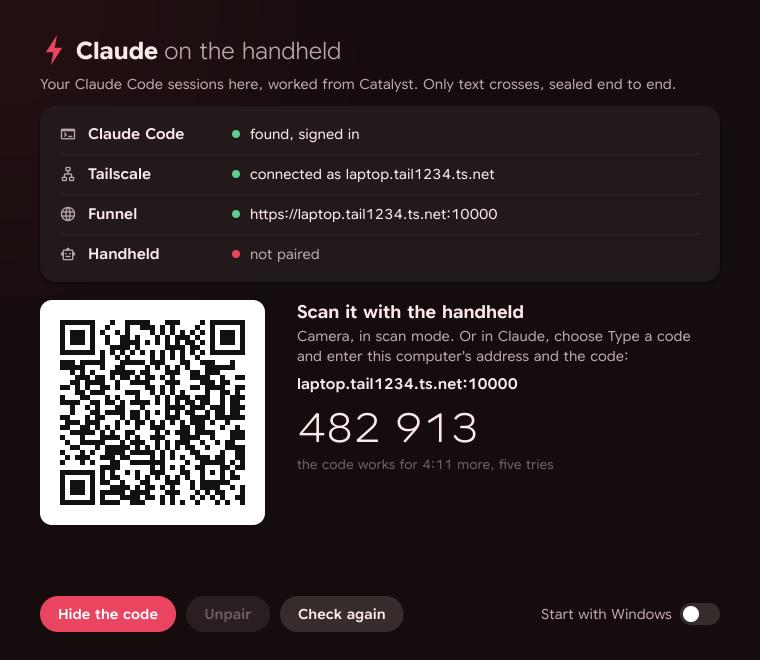 Claude on the handheld
Your Claude Code sessions here, worked from Catalyst. Only text crosses, sealed end to end.
Claude Code found, signed in
Tailscale connected as laptop.tail1234.ts.net
Funnel https://laptop.tail1234.ts.net:10000
Handheld not paired
Scan it with the handheld
Camera, in scan mode. Or in Claude, choose Type a code
and enter this computer's address and the code:
laptop.tail1234.ts.net:10000
482 913
the code works for 4:11 more, five tries
Hide the code Unpair Check again Start with Windows